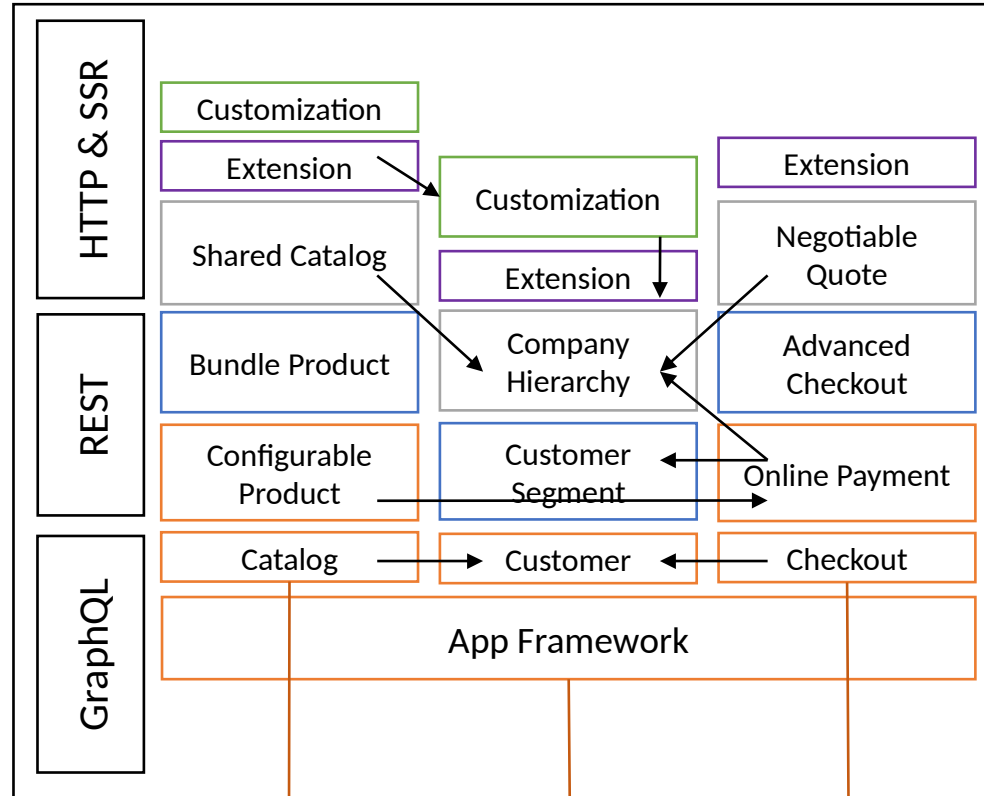 HTTP & SSR
REST
GraphQL
Customization
Extension
Shared Catalog
Bundle Product
Configurable
Product
Catalog
Customization
Extension
Company
Hierarchy
Customer
Segment
Customer
Extension
Negotiable
Quote
Advanced
Checkout
Online Payment
Checkout
App Framework